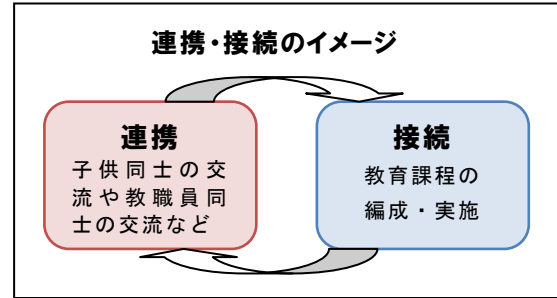 連携・接続のイメージ
連携
子供同士の交
流や教職員同
士の交流など
接続
教育課程の
編成・実施